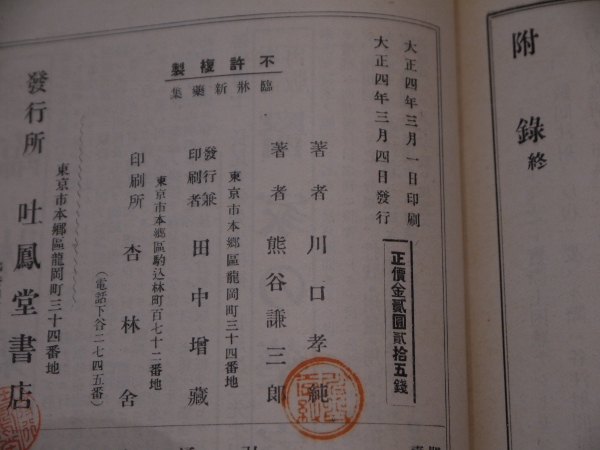 附錄終
大正四年三月一日印刷
大正四年三月四日發行
正價金貳圓貳拾五錢
不許複製
臨牀新藥集
著者 川口孝純
著者 熊谷謙三郎
東京市本鄉區龍岡町三十四番地
發行兼印刷者 田中增藏
東京市本鄉區駒込林町百七十二番地
印刷所 杏林舍
(電話下谷二七四五番)
東京市本鄉區龍岡町三十四番地
發行所 吐鳳堂書店